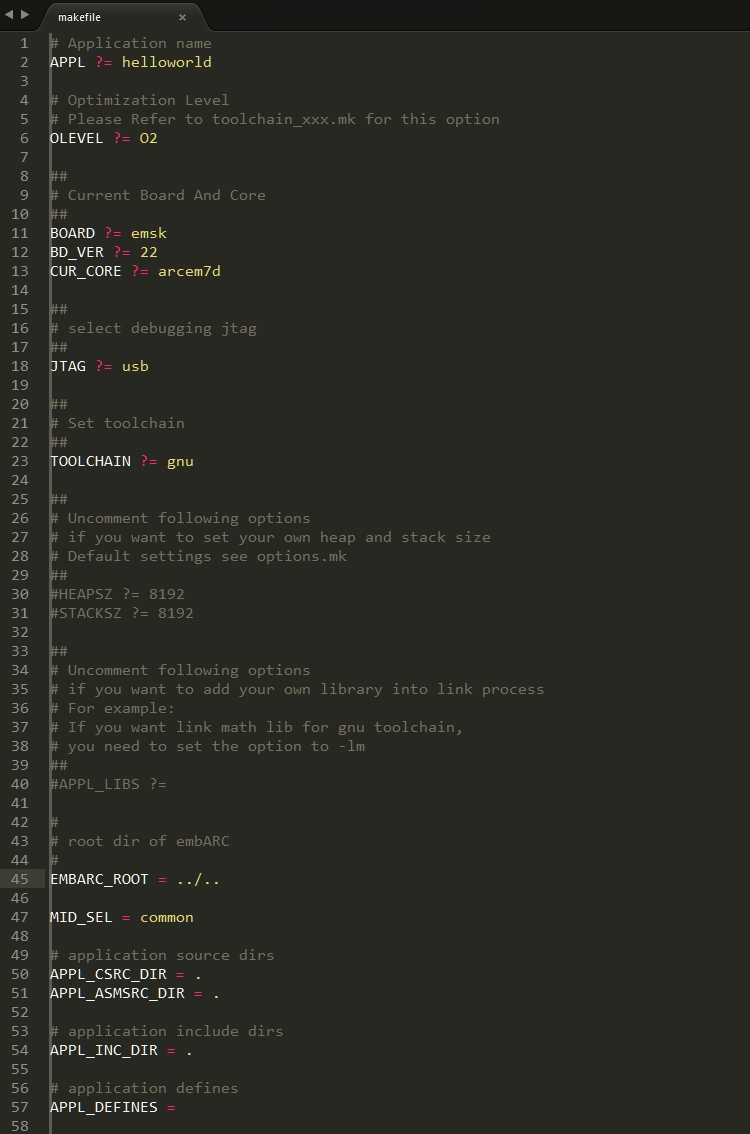 makefile ×
1 # Application name
2 APPL ?= helloworld
3
4 # Optimization Level
5 # Please Refer to toolchain_xxx.mk for this option
6 OLEVEL ?= O2
7
8 ##
9 # Current Board And Core
10 ##
11 BOARD ?= emsk
12 BD_VER ?= 22
13 CUR_CORE ?= arcem7d
14
15 ##
16 # select debugging jtag
17 ##
18 JTAG ?= usb
19
20 ##
21 # Set toolchain
22 ##
23 TOOLCHAIN ?= gnu
24
25 ##
26 # Uncomment following options
27 # if you want to set your own heap and stack size
28 # Default settings see options.mk
29 ##
30 #HEAPSZ ?= 8192
31 #STACKSZ ?= 8192
32
33 ##
34 # Uncomment following options
35 # if you want to add your own library into link process
36 # For example:
37 # If you want link math lib for gnu toolchain,
38 # you need to set the option to -lm
39 ##
40 #APPL_LIBS ?=
41
42 #
43 # root dir of embARC
44 #
45 EMBARC_ROOT = ../..
46
47 MID_SEL = common
48
49 # application source dirs
50 APPL_CSRC_DIR = .
51 APPL_ASMSRC_DIR = .
52
53 # application include dirs
54 APPL_INC_DIR = .
55
56 # application defines
57 APPL_DEFINES =
58